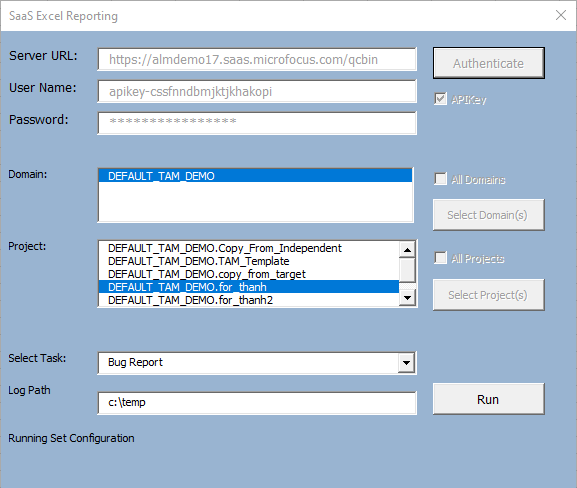 SaaS Excel Reporting
Server URL: https://almdemo17.saas.microfocus.com/qcbin Authenticate
User Name: apikey-cssfnndbmjktjkhakopi APIKey
Password: ****************
Domain: DEFAULT_TAM_DEMO All Domains
Select Domain(s)
Project: DEFAULT_TAM_DEMO.Copy_From_Independent
DEFAULT_TAM_DEMO.TAM_Template All Projects
DEFAULT_TAM_DEMO.copy_from_target
DEFAULT_TAM_DEMO.for_thanh Select Project(s)
DEFAULT_TAM_DEMO.for_thanh2
Select Task: Bug Report
Log Path c:\temp Run
Running Set Configuration